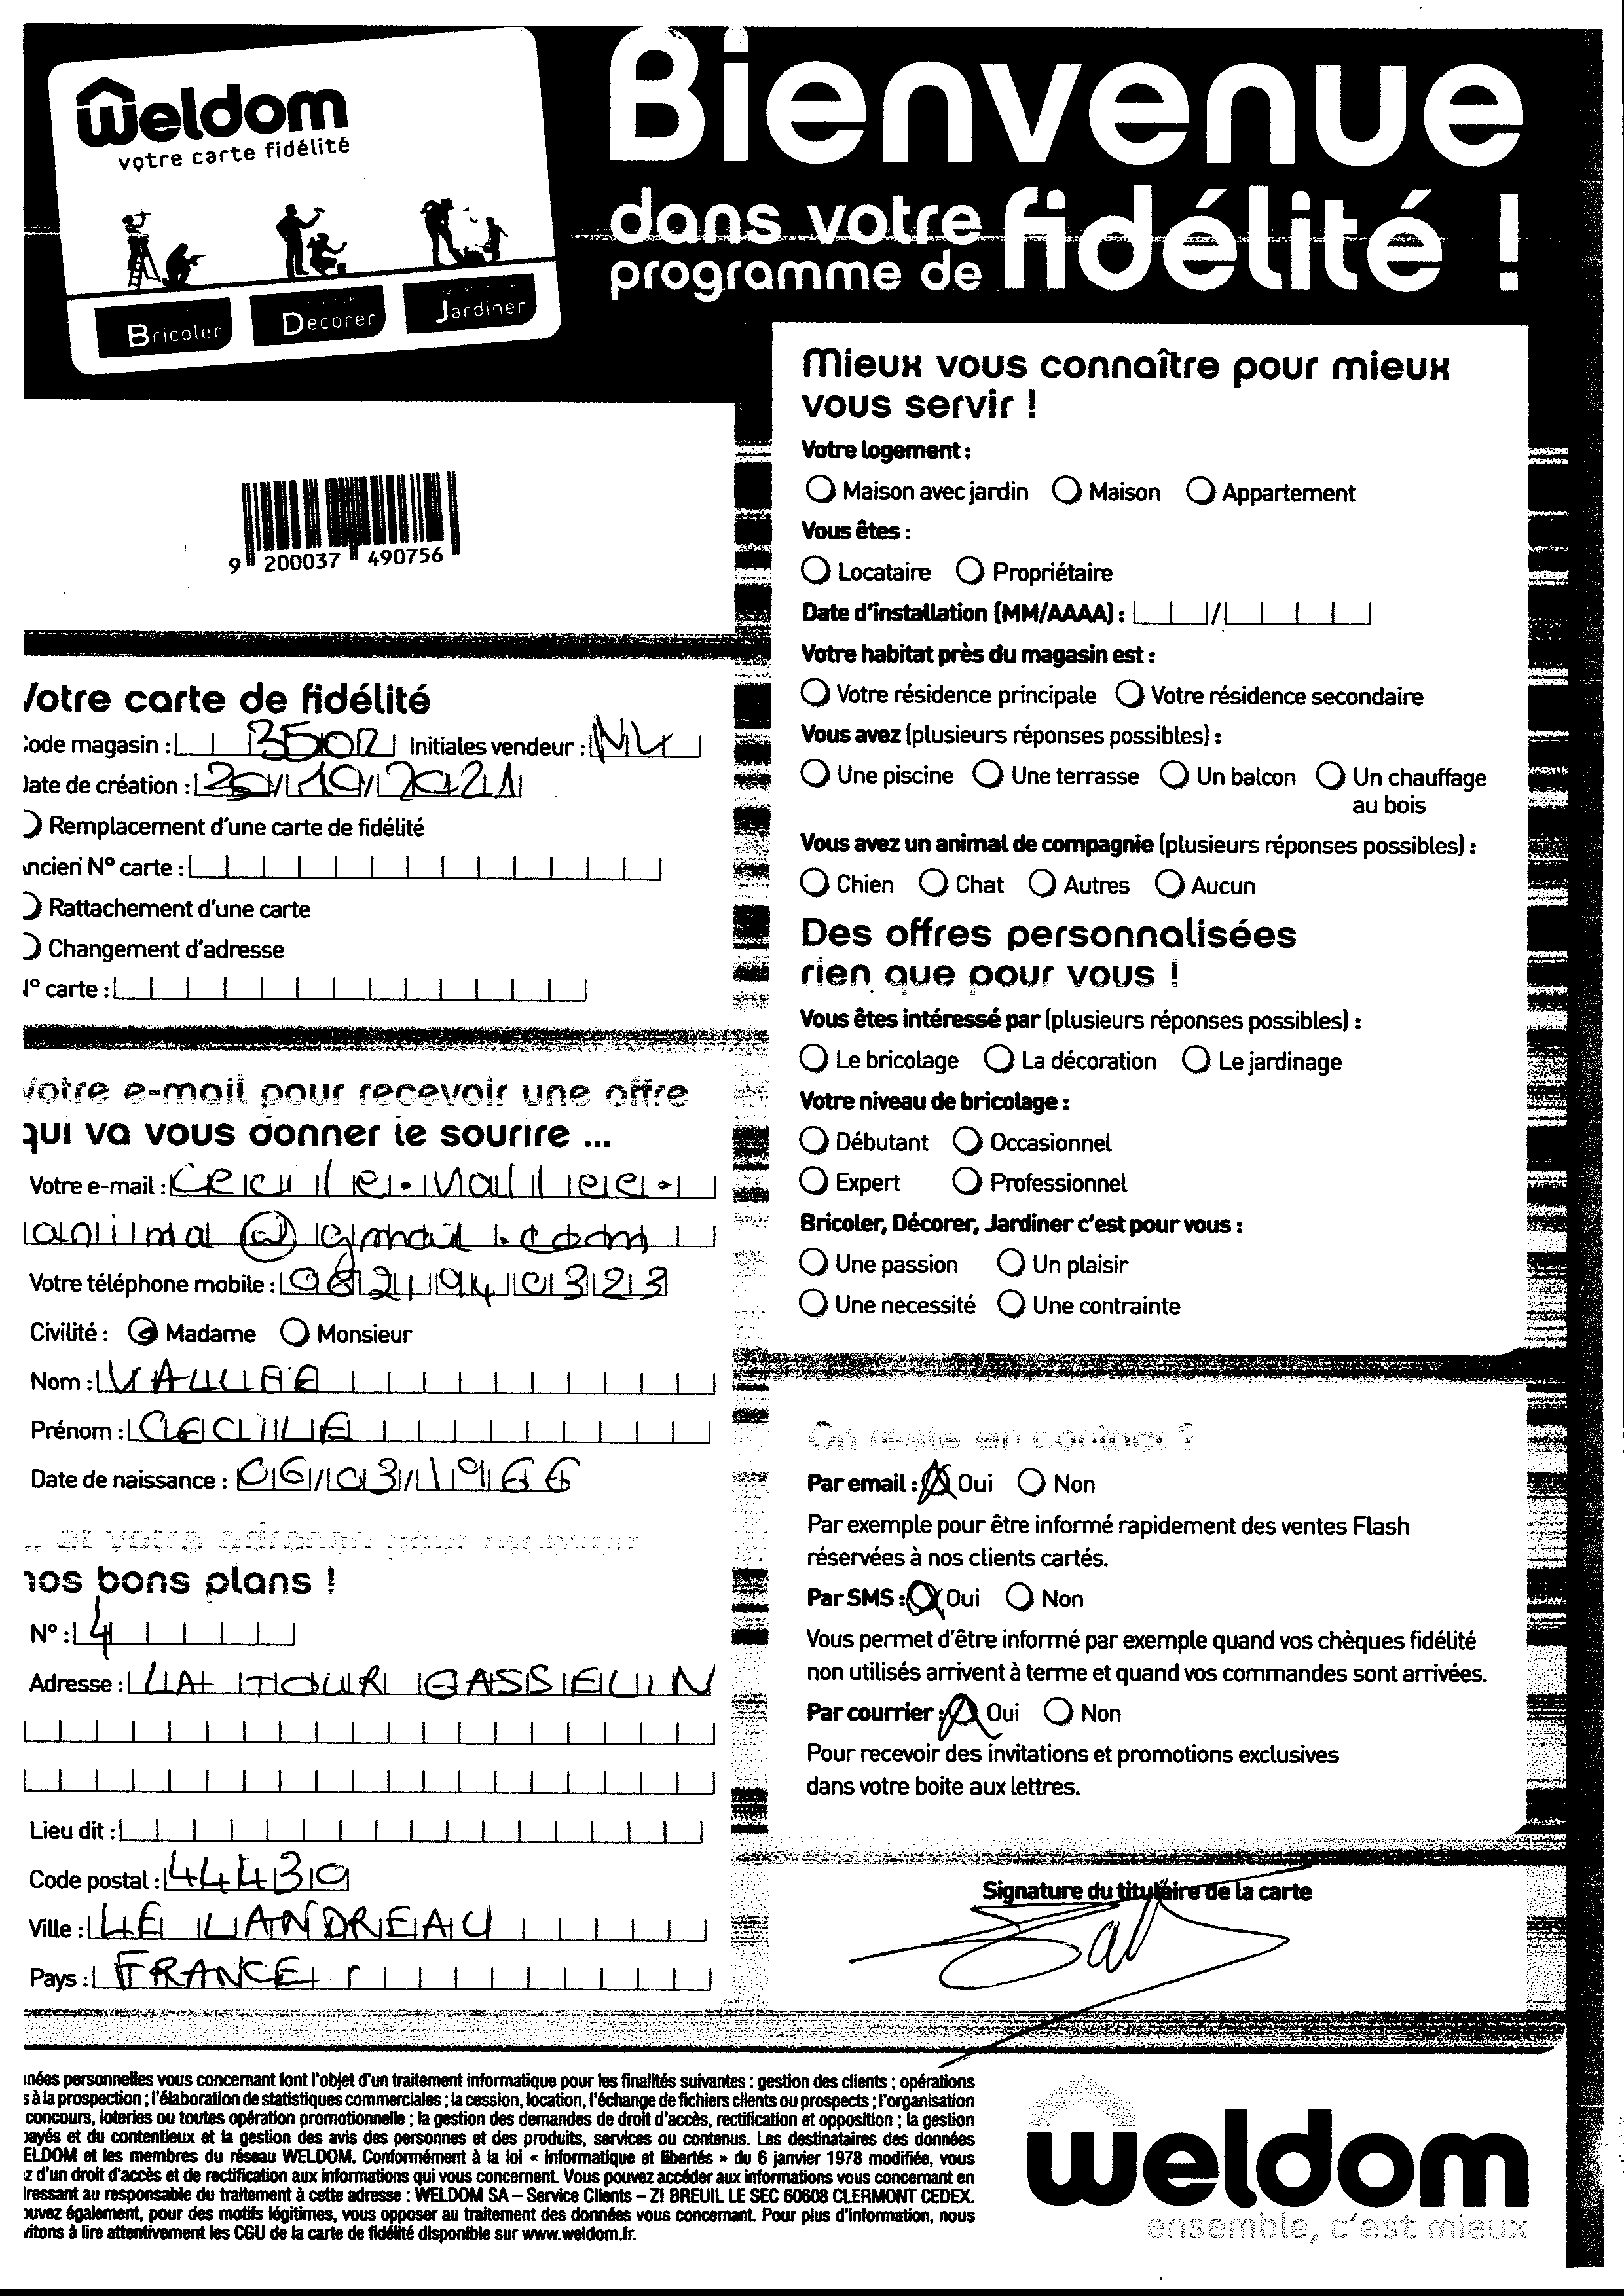 Weldom
votre carte fidélité
Bricoler
Décorer
Jardiner
Bienvenue
dans votre
programme de fidélité !
9 200037 490756
Votre carte de fidélité
Code magasin : 350R Initiales vendeur :
Date de création : /10/2021
Remplacement d'une carte de fidélité
Ancien N° carte :
Rattachement d'une carte
Changement d'adresse
N° carte :
Votre e-mail pour recevoir une offre
qui va vous donner le sourire ...
Votre e-mail : Cecile.vallee.
anima@gmail.com
Votre téléphone mobile : 0624940323
Civilité : Madame Monsieur
Nom : VALLEE
Prénom : CECILE
Date de naissance : 06/03/1966
... et votre adresse pour recevoir
nos bons plans !
N° : 4
Adresse : LA TOUR GASSELIN
Lieu dit :
Code postal : 44430
Ville : LE LANDREAU
Pays : FRANCE
Mieux vous connaître pour mieux
vous servir !
Votre logement :
Maison avec jardin Maison Appartement
Vous êtes :
Locataire Propriétaire
Date d'installation (MM/AAAA) : /
Votre habitat près du magasin est :
Votre résidence principale Votre résidence secondaire
Vous avez (plusieurs réponses possibles) :
Une piscine Une terrasse Un balcon Un chauffage
au bois
Vous avez un animal de compagnie (plusieurs réponses possibles) :
Chien Chat Autres Aucun
Des offres personnalisées
rien que pour vous !
Vous êtes intéressé par (plusieurs réponses possibles) :
Le bricolage La décoration Le jardinage
Votre niveau de bricolage :
Débutant Occasionnel
Expert Professionnel
Bricoler, Décorer, Jardiner c'est pour vous :
Une passion Un plaisir
Une necessité Une contrainte
On reste en contact ?
Par email : Oui Non
Par exemple pour être informé rapidement des ventes Flash
réservées à nos clients cartés.
Par SMS : Oui Non
Vous permet d'être informé par exemple quand vos chèques fidélité
non utilisés arrivent à terme et quand vos commandes sont arrivées.
Par courrier : Oui Non
Pour recevoir des invitations et promotions exclusives
dans votre boite aux lettres.
Signature du titulaire de la carte
nées personnelles vous concernant font l'objet d'un traitement informatique pour les finalités suivantes : gestion des clients ; opérations
s à la prospection ; l'élaboration de statistiques commerciales ; la cession, location, l'échange de fichiers clients ou prospects ; l'organisation
concours, loteries ou toutes opération promotionnelle ; la gestion des demandes de droit d'accès, rectification et opposition ; la gestion
payés et du contentieux et la gestion des avis des personnes et des produits, services ou contenus. Les destinataires des données
ELDOM et les membres du réseau WELDOM. Conformément à la loi « informatique et libertés » du 6 janvier 1978 modifiée, vous
z d'un droit d'accès et de rectification aux informations qui vous concernent. Vous pouvez accéder aux informations vous concernant en
dressant au responsable du traitement à cette adresse : WELDOM SA – Service Clients – ZI BREUIL LE SEC 60608 CLERMONT CEDEX.
ouvez également, pour des motifs légitimes, vous opposer au traitement des données vous concernant. Pour plus d'information, nous
vitons à lire attentivement les CGU de la carte de fidélité disponible sur www.weldom.fr.
weldom
ensemble, c'est mieux